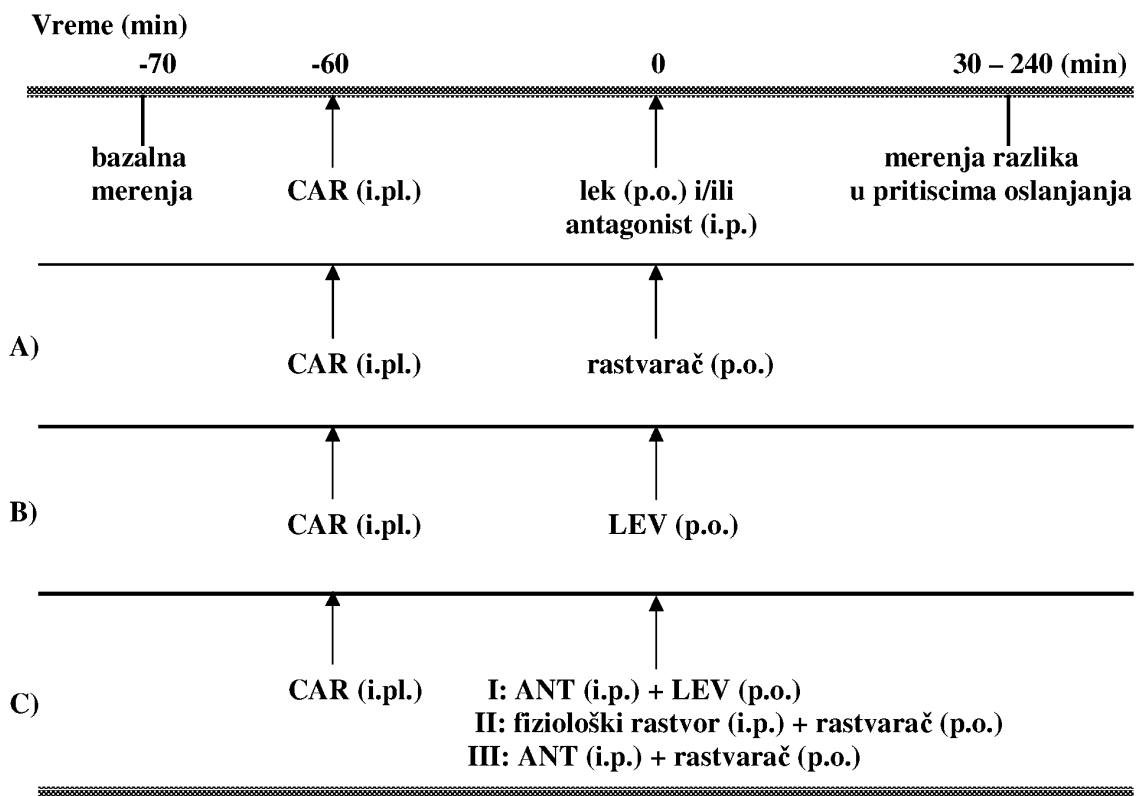 Vreme (min)
-70 -60 0 30 – 240 (min)
bazalna
merenja
CAR (i.pl.)
lek (p.o.) i/ili
antagonist (i.p.)
merenja razlika
u pritiscima oslanjanja
A)
CAR (i.pl.) rastvarač (p.o.)
B)
CAR (i.pl.) LEV (p.o.)
C)
CAR (i.pl.)
I: ANT (i.p.) + LEV (p.o.)
II: fiziološki rastvor (i.p.) + rastvarač (p.o.)
III: ANT (i.p.) + rastvarač (p.o.)